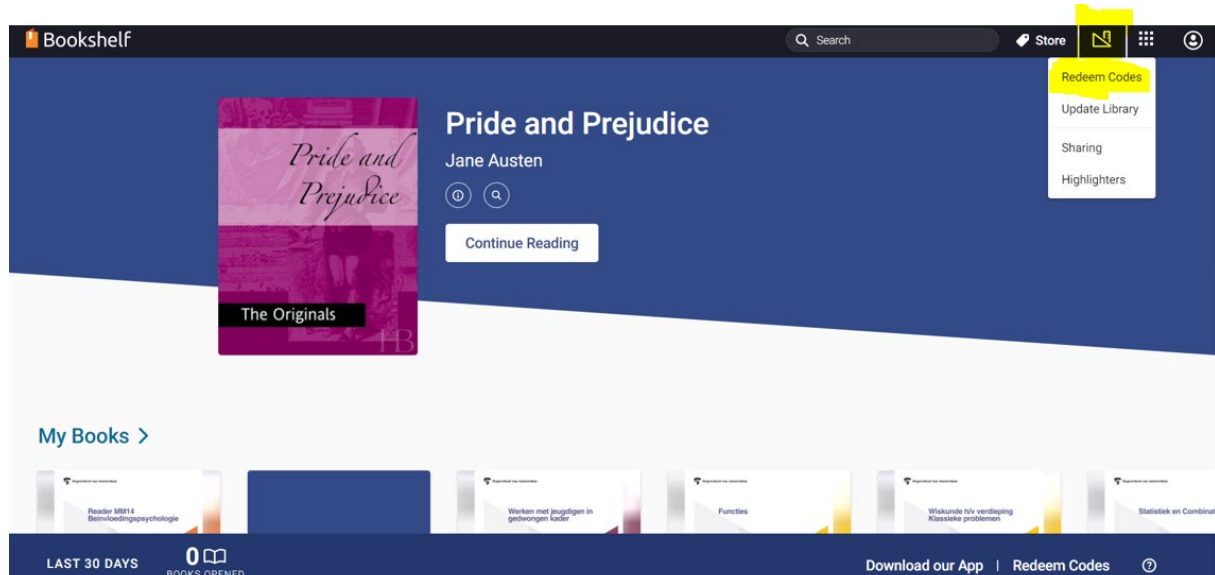 Bookshelf
Search
Store
Redeem Codes
Update Library
Sharing
Highlighters
Pride and
Prejudice
The Originals
HB
Pride and Prejudice
Jane Austen
Continue Reading
My Books >
Reader MM14
Beïnvloedingspsychologie
Werken met jeugdigen in
gedwongen kader
Functies
Wiskunde h/v verdieping
Klassieke problemen
Statistiek en Combinat
LAST 30 DAYS
0
BOOKS OPENED
Download our App | Redeem Codes